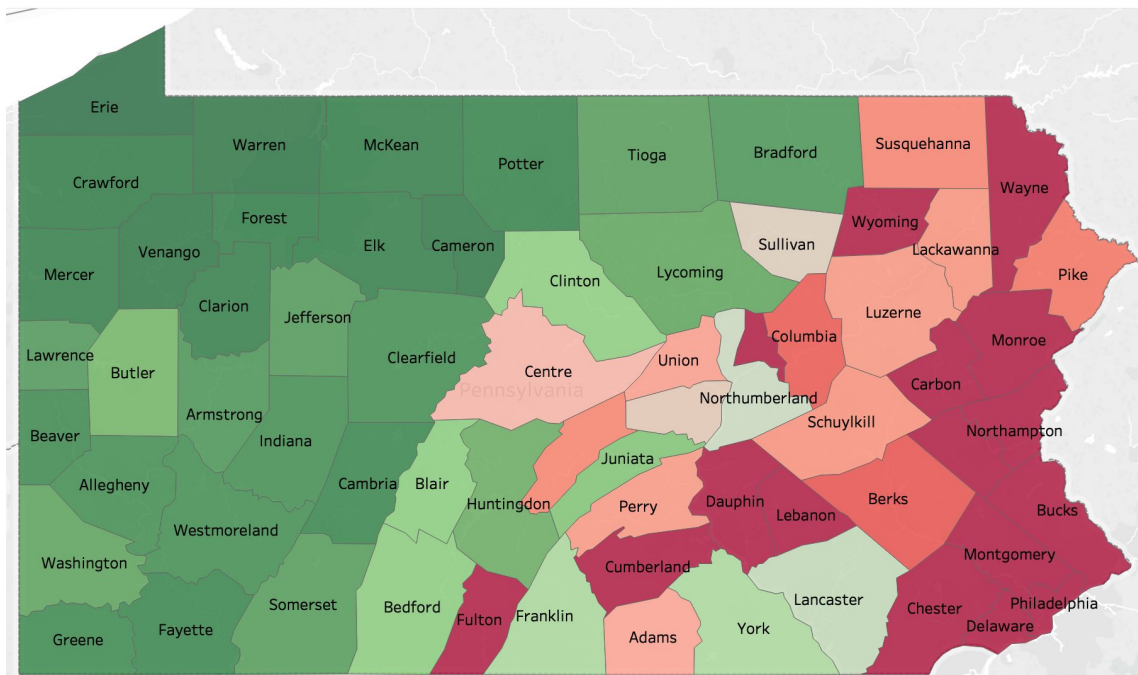 Erie
Warren
McKean
Potter
Tioga
Bradford
Susquehanna
Wayne
Crawford
Forest
Venango
Elk
Cameron
Sullivan
Wyoming
Lackawanna
Mercer
Clarion
Jefferson
Clinton
Lycoming
Pike
Luzerne
Columbia
Monroe
Lawrence
Butler
Clearfield
Centre
Pennsylvania
Union
Northumberland
Carbon
Armstrong
Schuylkill
Northampton
Beaver
Indiana
Juniata
Allegheny
Cambria
Blair
Huntingdon
Perry
Dauphin
Lebanon
Berks
Bucks
Westmoreland
Washington
Cumberland
Montgomery
Somerset
Bedford
Fulton
Franklin
Lancaster
Chester
Philadelphia
Delaware
Greene
Fayette
Adams
York